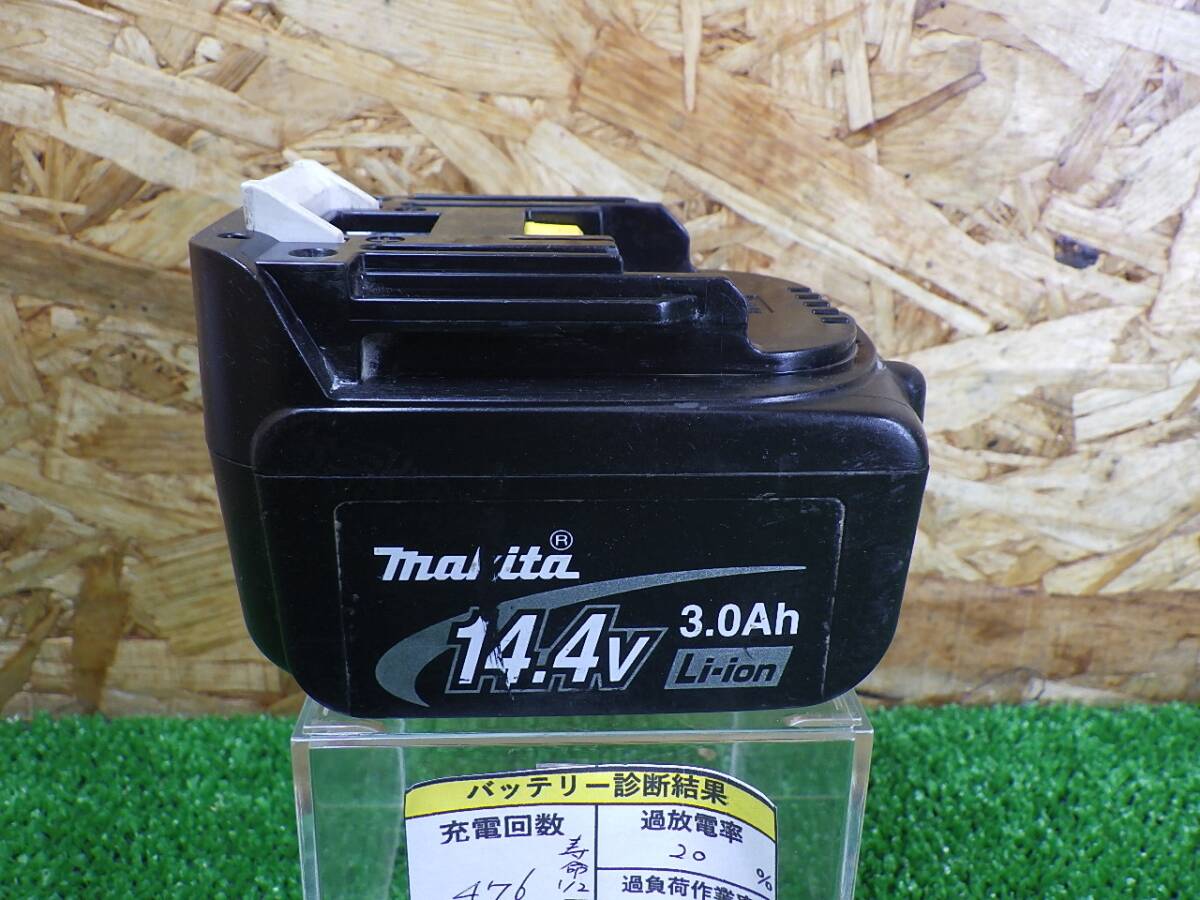 makita®
14.4V
3.0Ah
Li-ion
バッテリー診断結果
充電回数
寿命
1/2
476
過放電率
20
%
過負荷作業